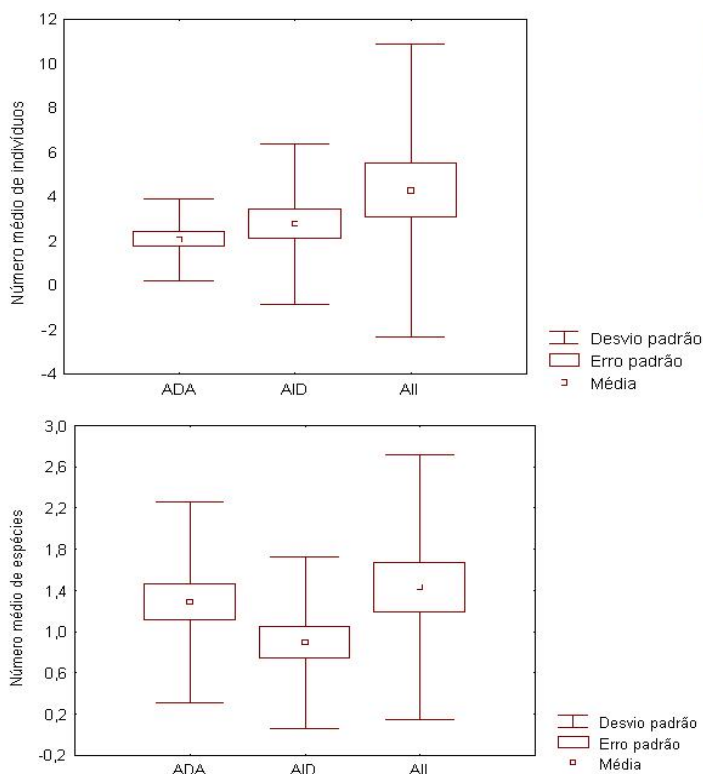 12
10
8
6
4
2
0
-2
-4
Número médio de indivíduos
ADA AID AII
Desvio padrão
Erro padrão
Média
3,0
2,6
2,2
1,8
1,4
1,0
0,6
0,2
-0,2
Número médio de espécies
ADA AID AII
Desvio padrão
Erro padrão
Média